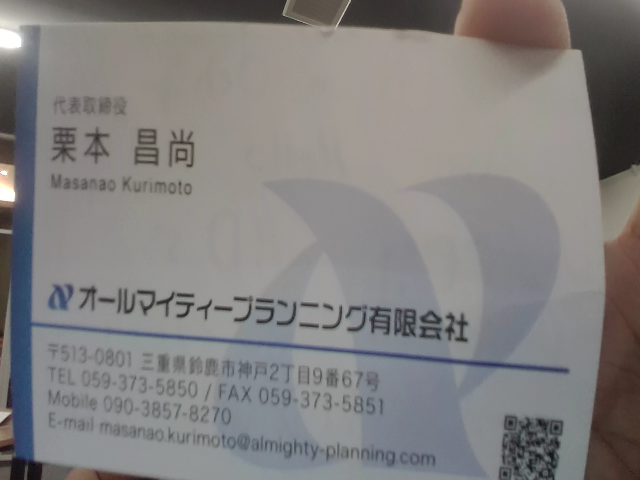 代表取締役
栗本 昌尚
Masanao Kurimoto
オールマイティープランニング有限会社
〒513-0801 三重県鈴鹿市神戸2丁目9番67号
TEL 059-373-5850 / FAX 059-373-5851
Mobile 090-3857-8270
E-mail masanao.kurimoto@almighty-planning.com